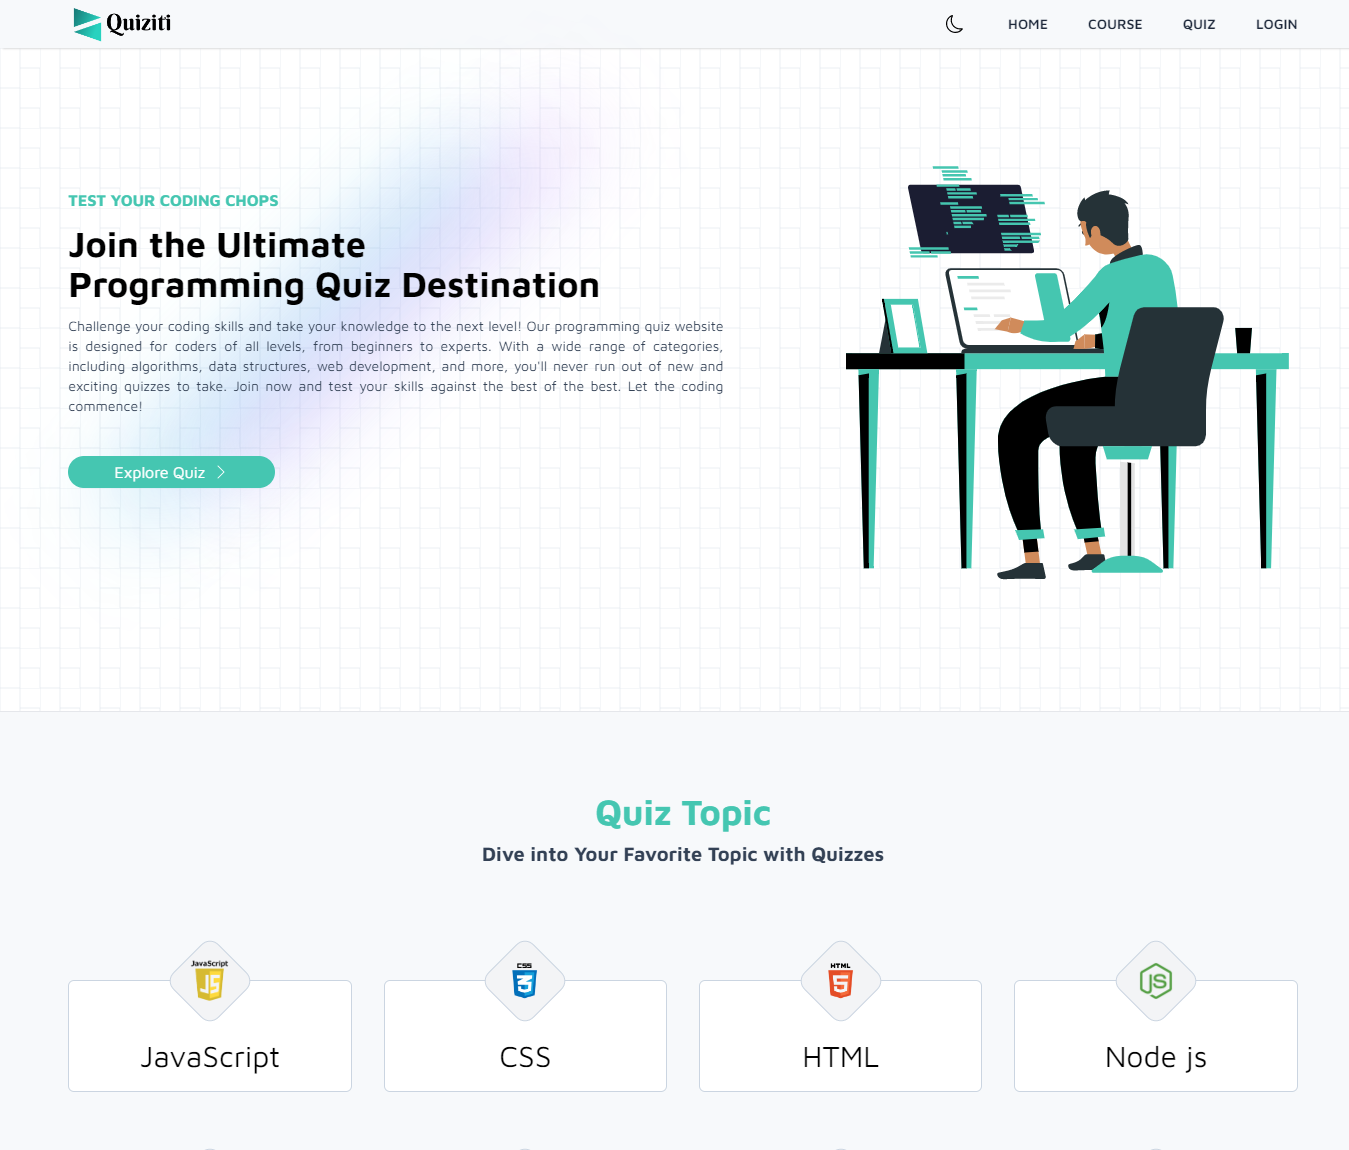 Quiziti
HOME COURSE QUIZ LOGIN
TEST YOUR CODING CHOPS
Join the Ultimate
Programming Quiz Destination
Challenge your coding skills and take your knowledge to the next level! Our programming quiz website
is designed for coders of all levels, from beginners to experts. With a wide range of categories,
including algorithms, data structures, web development, and more, you'll never run out of new and
exciting quizzes to take. Join now and test your skills against the best of the best. Let the coding
commence!
Explore Quiz
Quiz Topic
Dive into Your Favorite Topic with Quizzes
JavaScript
JS
CSS
3
HTML
5
JS
JavaScript
CSS
HTML
Node js